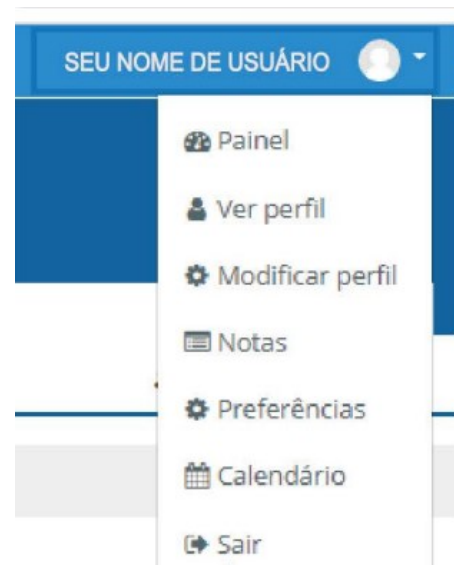 SEU NOME DE USUÁRIO
Painel
Ver perfil
Modificar perfil
Notas
Preferências
Calendário
Sair